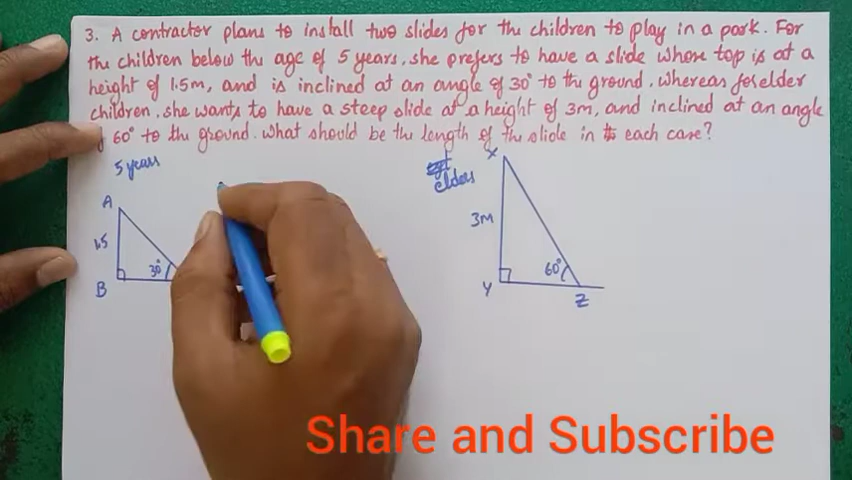 3. A contractor plans to install two slides for the children to play in a park. For
the children below the age of 5 years, she prefers to have a slide whose top is at a
height of 1.5m, and is inclined at an angle of 30° to the ground, whereas for elder
children, she wants to have a steep slide at a height of 3m, and inclined at an angle
60° to the ground. what should be the length of the slide in each case?
5 years
elders
A
1.5
B
30°
X
3M
Y
60°
Z
Share and Subscribe